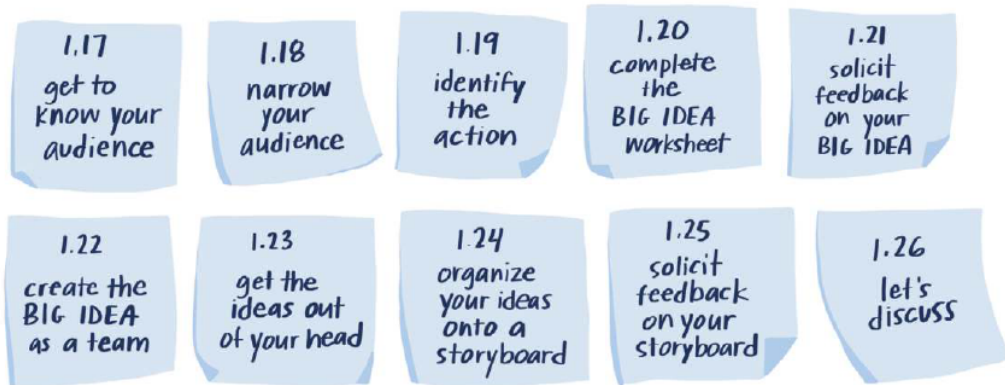 1.17
get to
know your
audience
1.18
narrow
your
audience
1.19
identify
the
action
1.20
complete
the
BIG IDEA
worksheet
1.21
solicit
feedback
on your
BIG IDEA
1.22
create the
BIG IDEA
as a team
1.23
get the
ideas out
of your head
1.24
organize
your ideas
onto a
storyboard
1.25
solicit
feedback
on your
storyboard
1.26
let's
discuss